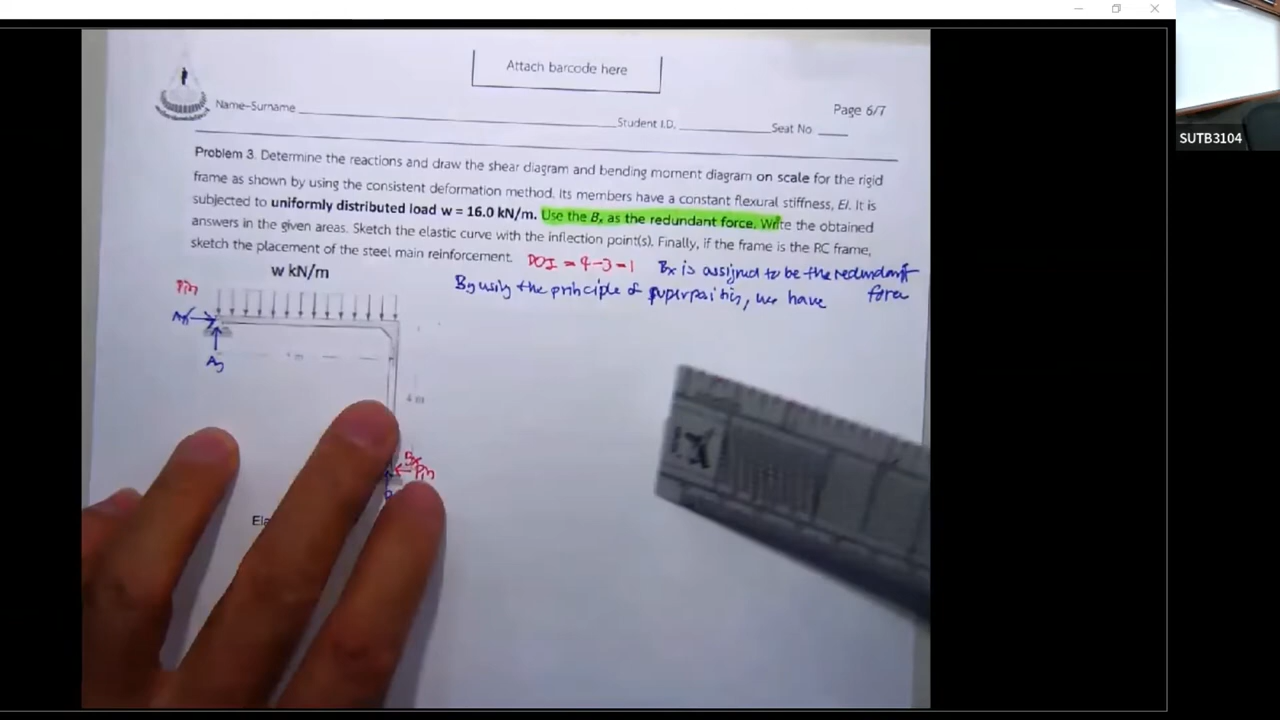 Attach barcode here
Name-Surname
Student I.D.
Seat No
Page 6/7
Problem 3. Determine the reactions and draw the shear diagram and bending moment diagram on scale for the rigid
frame as shown by using the consistent deformation method. Its members have a constant flexural stiffness, EI. It is
subjected to uniformly distributed load w = 16.0 kN/m. Use the Bx as the redundant force. Write the obtained
answers in the given areas. Sketch the elastic curve with the inflection point(s). Finally, if the frame is the RC frame,
sketch the placement of the steel main reinforcement. DOI = 4-3=1 Bx is assigned to be the redundant
force
By using the principle of superposition, we have
w kN/m
Pin
Ax
Ay
4 m
4 m
Bx
Pin
SUTB3104